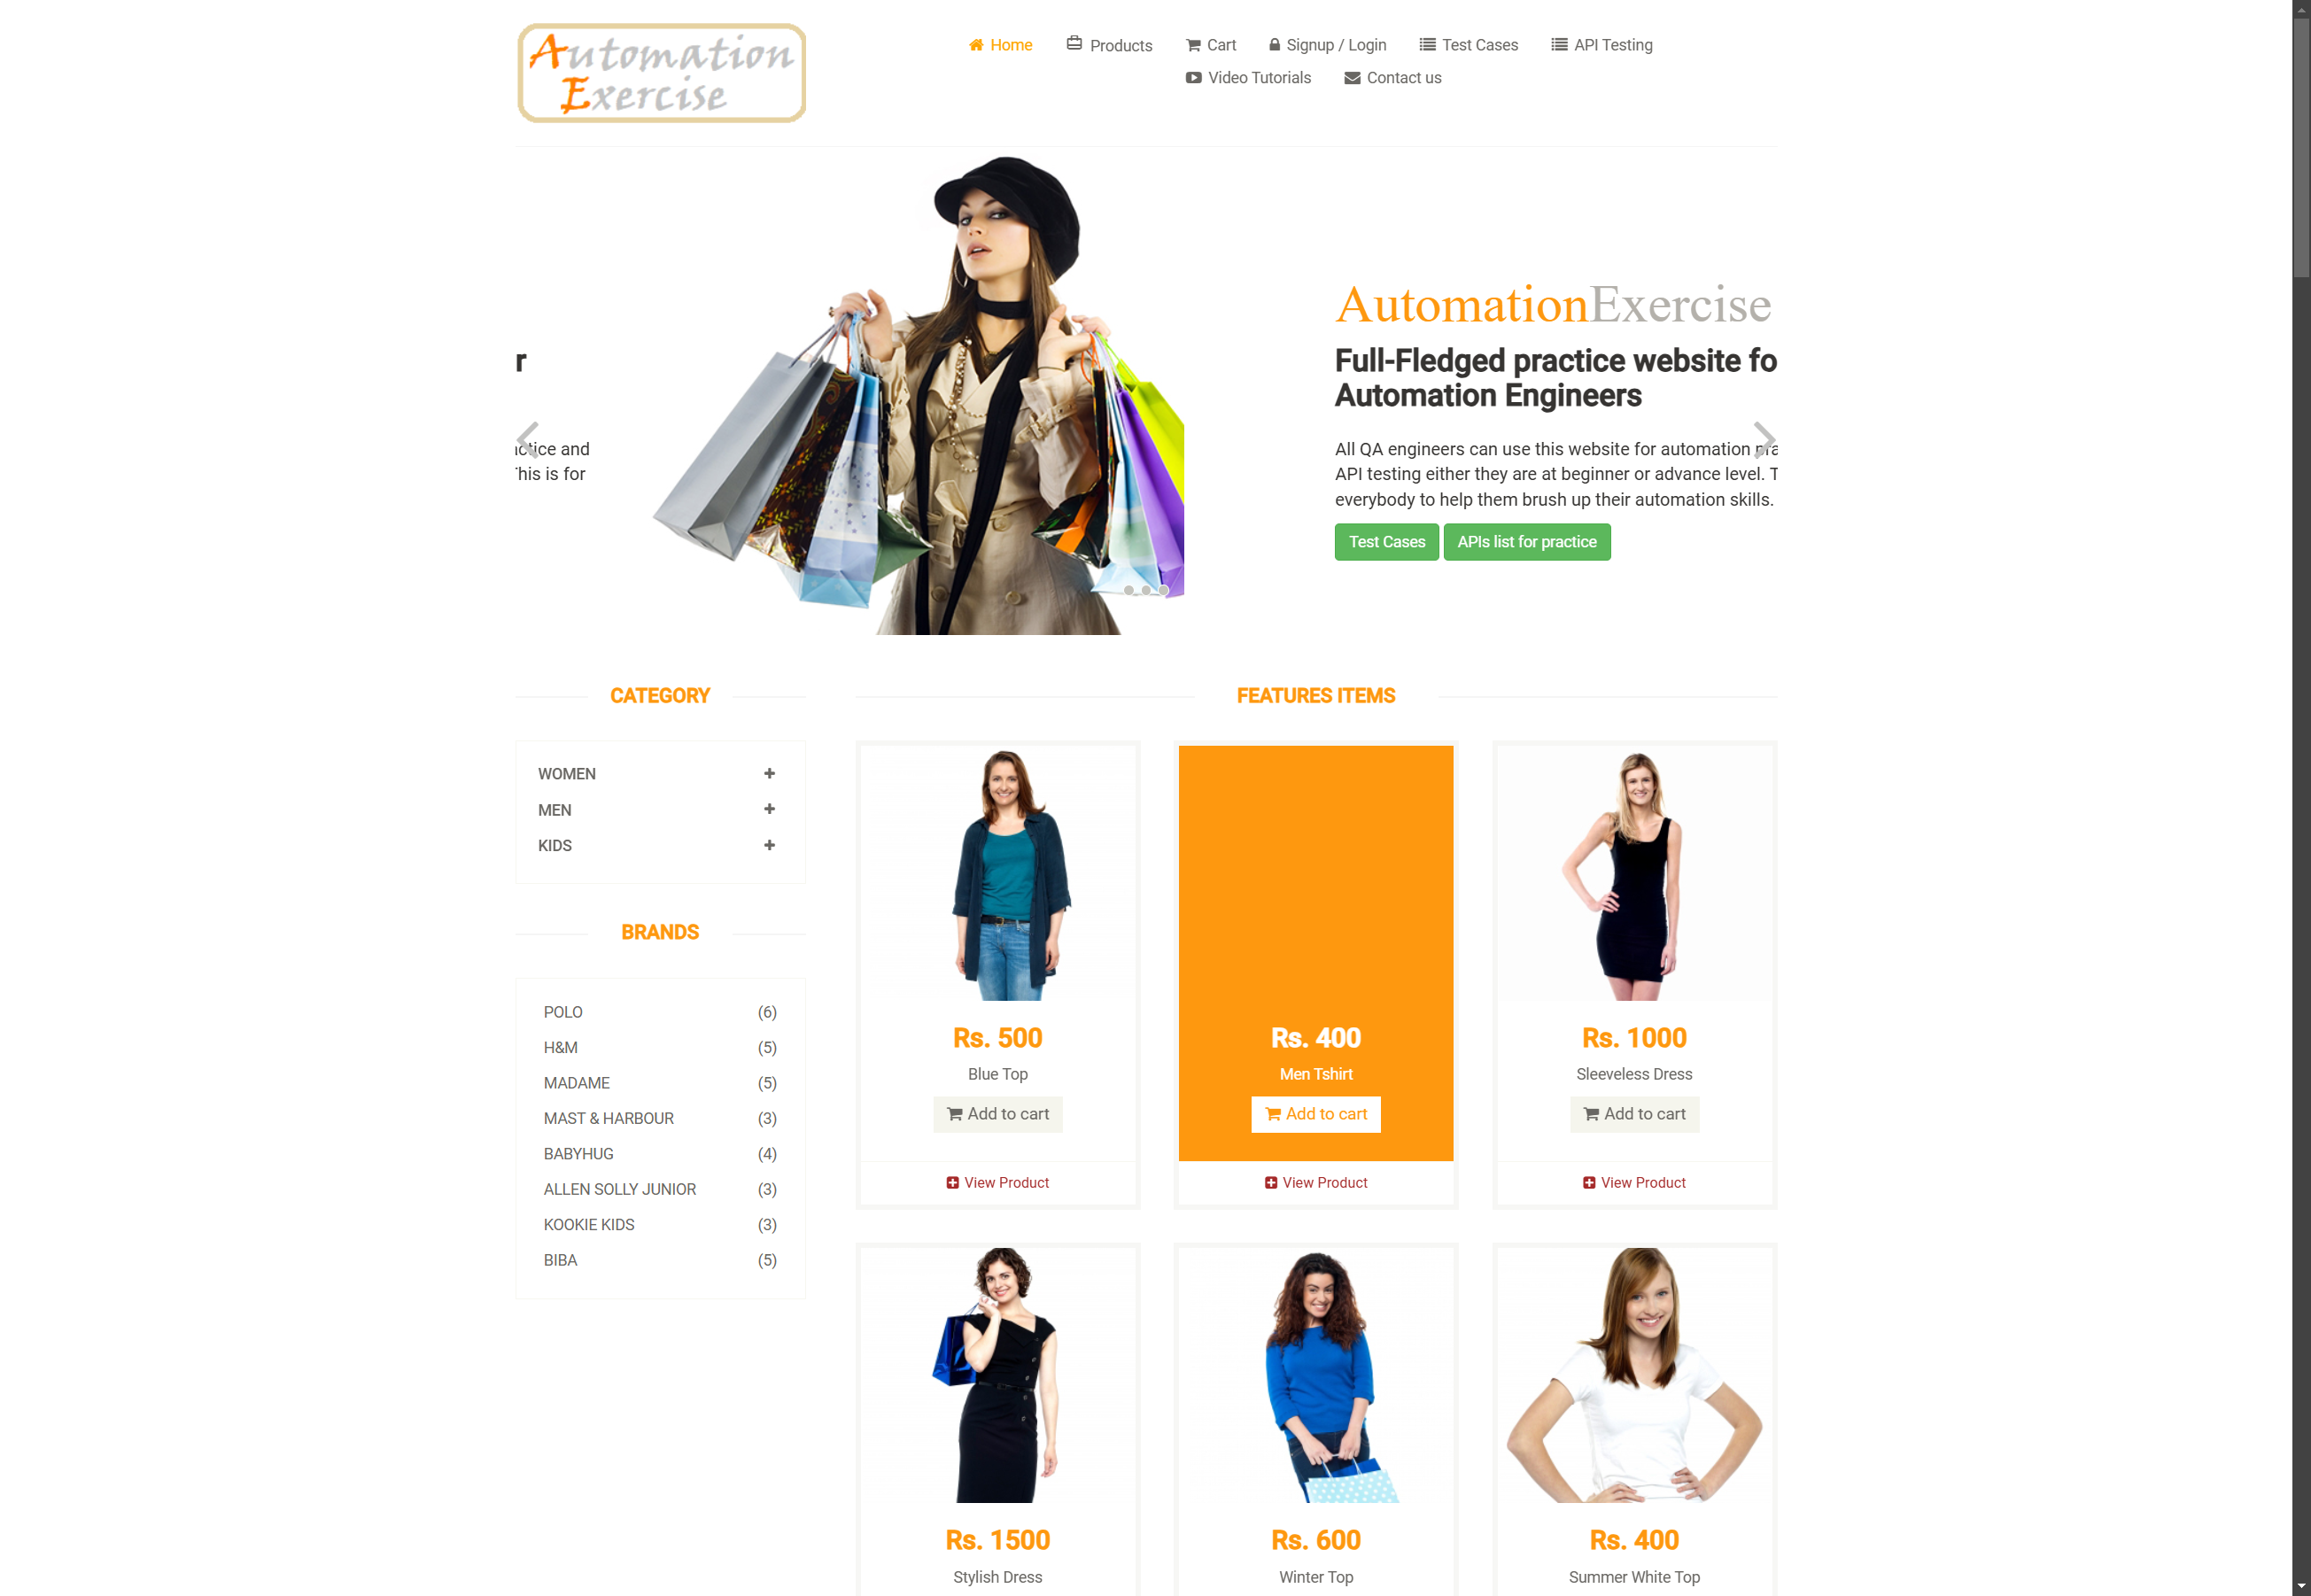 Automation
Exercise
Home
Products
Cart
Signup / Login
Test Cases
API Testing
Video Tutorials
Contact us
r
ctice and
his is for
AutomationExercise
Full-Fledged practice website fo
Automation Engineers
All QA engineers can use this website for automation pra
API testing either they are at beginner or advance level. T
everybody to help them brush up their automation skills.
Test Cases
APIs list for practice
CATEGORY
WOMEN
MEN
KIDS
BRANDS
POLO (6)
H&M (5)
MADAME (5)
MAST & HARBOUR (3)
BABYHUG (4)
ALLEN SOLLY JUNIOR (3)
KOOKIE KIDS (3)
BIBA (5)
FEATURES ITEMS
Rs. 500
Blue Top
Add to cart
View Product
Rs. 400
Men Tshirt
Add to cart
View Product
Rs. 1000
Sleeveless Dress
Add to cart
View Product
Rs. 1500
Stylish Dress
Rs. 600
Winter Top
Rs. 400
Summer White Top